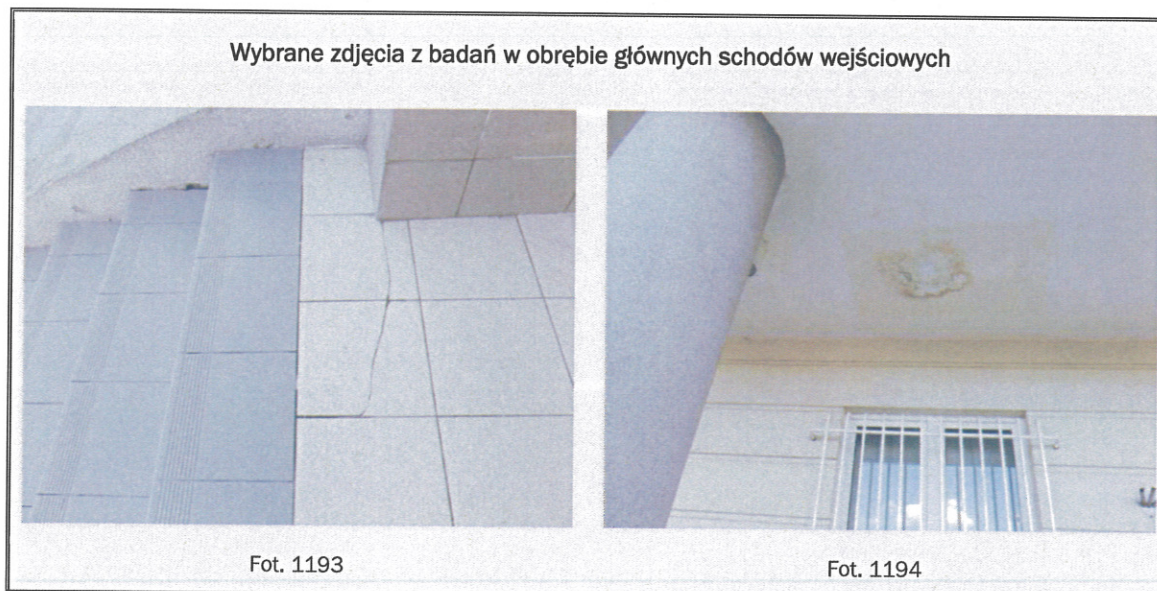 Wybrane zdjęcia z badań w obrębie głównych schodów wejściowych
Fot. 1193
Fot. 1194